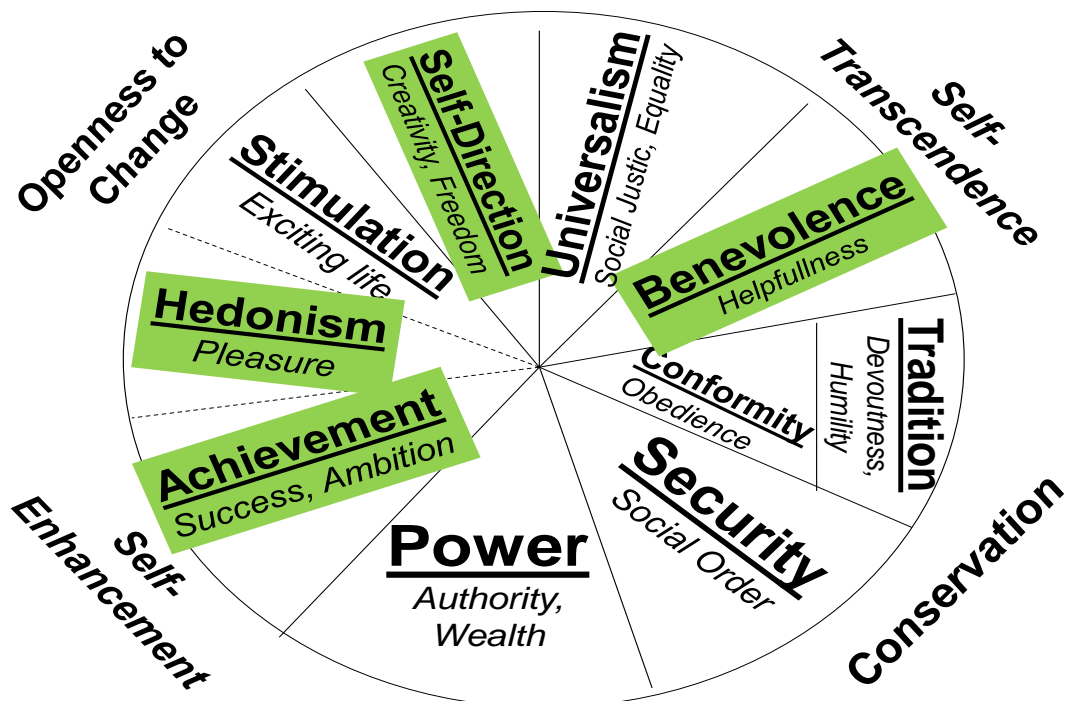 Openness to
Change
Self-
Transcendence
Self-Direction
Creativity, Freedom
Universalism
Social Justic, Equality
Stimulation
Exciting life
Benevolence
Helpfullness
Hedonism
Pleasure
Conformity
Obedience
Tradition
Devoutness,
Humility
Achievement
Success, Ambition
Security
Social Order
Power
Authority,
Wealth
Self-
Enhancement
Conservation